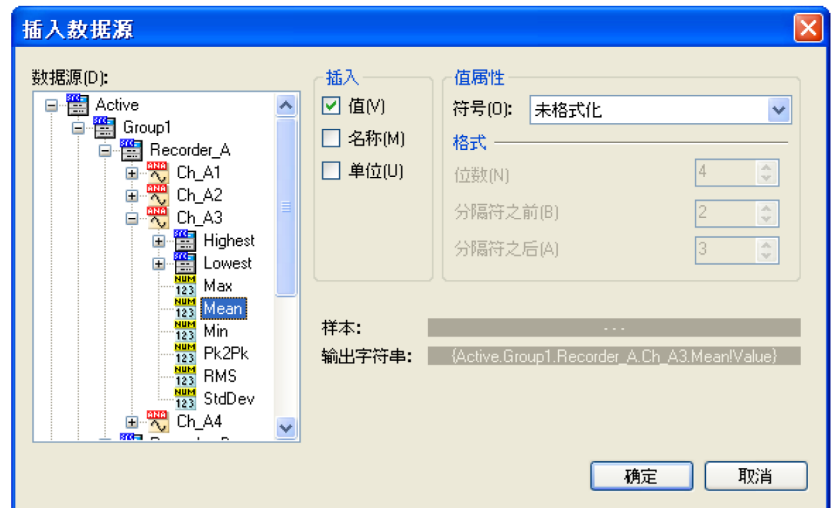 插入数据源
数据源(D):
Active
Group1
Recorder_A
Ch_A1
Ch_A2
Ch_A3
Highest
Lowest
Max
Mean
Min
Pk2Pk
RMS
StdDev
Ch_A4
插入
值(V)
名称(M)
单位(U)
值属性
符号(O): 未格式化
格式
位数(N) 4
分隔符之前(B) 2
分隔符之后(A) 3
样本: ...
输出字符串: {Active.Group1.Recorder_A.Ch_A3.Mean!Value}
确定 取消